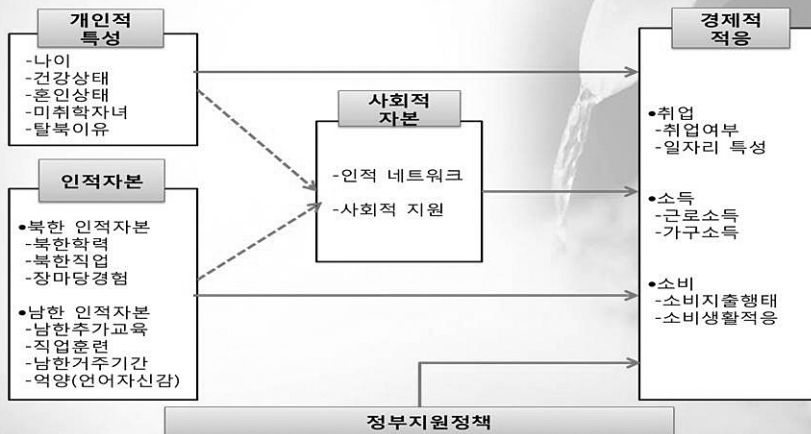 개인적
특성
-나이
-건강상태
-혼인상태
-미취학자녀
-탈북이유
인적자본
•북한 인적자본
-북한학력
-북한직업
-장마당경험
•남한 인적자본
-남한추가교육
-직업훈련
-남한거주기간
-억양(언어자신감)
사회적
자본
-인적 네트워크
-사회적 지원
경제적
적응
•취업
-취업여부
-일자리 특성
•소득
-근로소득
-가구소득
•소비
-소비지출행태
-소비생활적응
정부지원정책